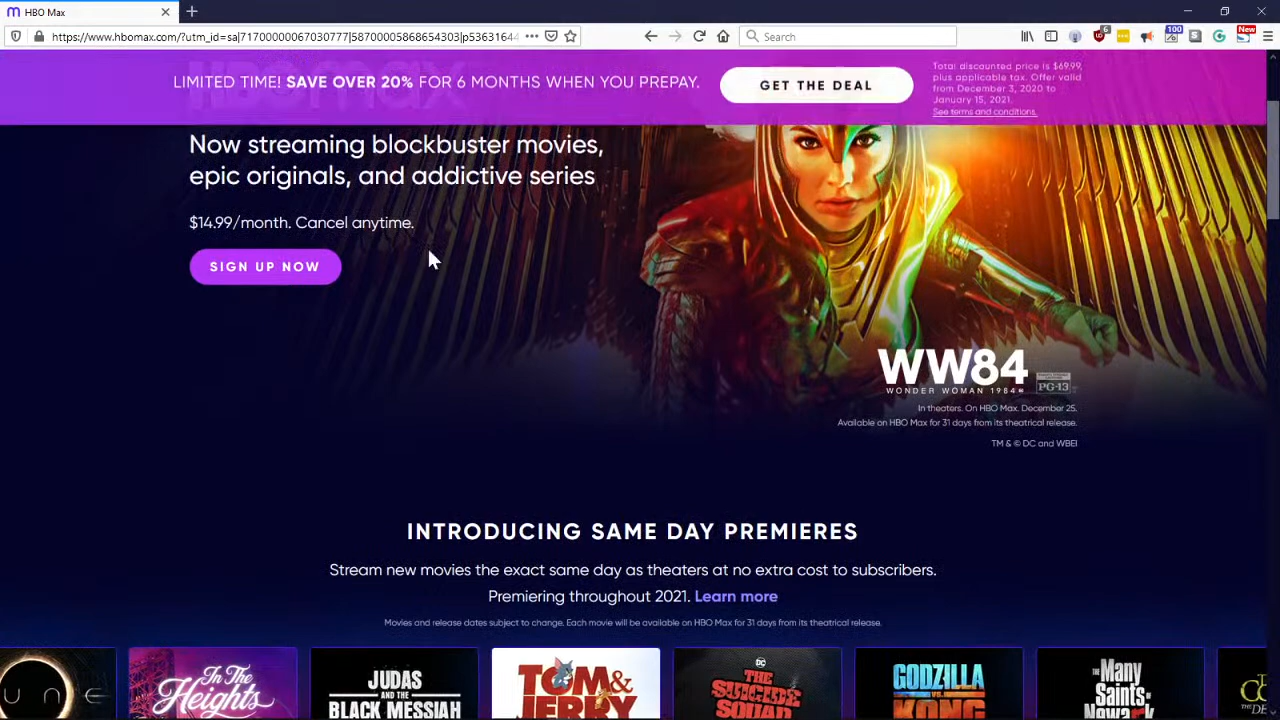 HBO Max
https://www.hbomax.com/?utm_id=sa|71700000067030777|58700005868654303|p53631644
Search
6
100
New
LIMITED TIME! SAVE OVER 20% FOR 6 MONTHS WHEN YOU PREPAY.
GET THE DEAL
Total discounted price is $69.99,
plus applicable tax. Offer valid
from December 3, 2020 to
January 15, 2021.
See terms and conditions.
Now streaming blockbuster movies,
epic originals, and addictive series
$14.99/month. Cancel anytime.
SIGN UP NOW
WW84
WONDER WOMAN 1984
PG-13
In theaters. On HBO Max. December 25.
Available on HBO Max for 31 days from its theatrical release.
TM & © DC and WBEI
INTRODUCING SAME DAY PREMIERES
Stream new movies the exact same day as theaters at no extra cost to subscribers.
Premiering throughout 2021. Learn more
Movies and release dates subject to change. Each movie will be available on HBO Max for 31 days from its theatrical release.
In The
Heights
JUDAS
AND THE
BLACK MESSIAH
TOM &
JERRY
DC
THE
SUICIDE
SQUAD
GODZILLA
VS.
KONG
THE
Many
Saints OF
Newark